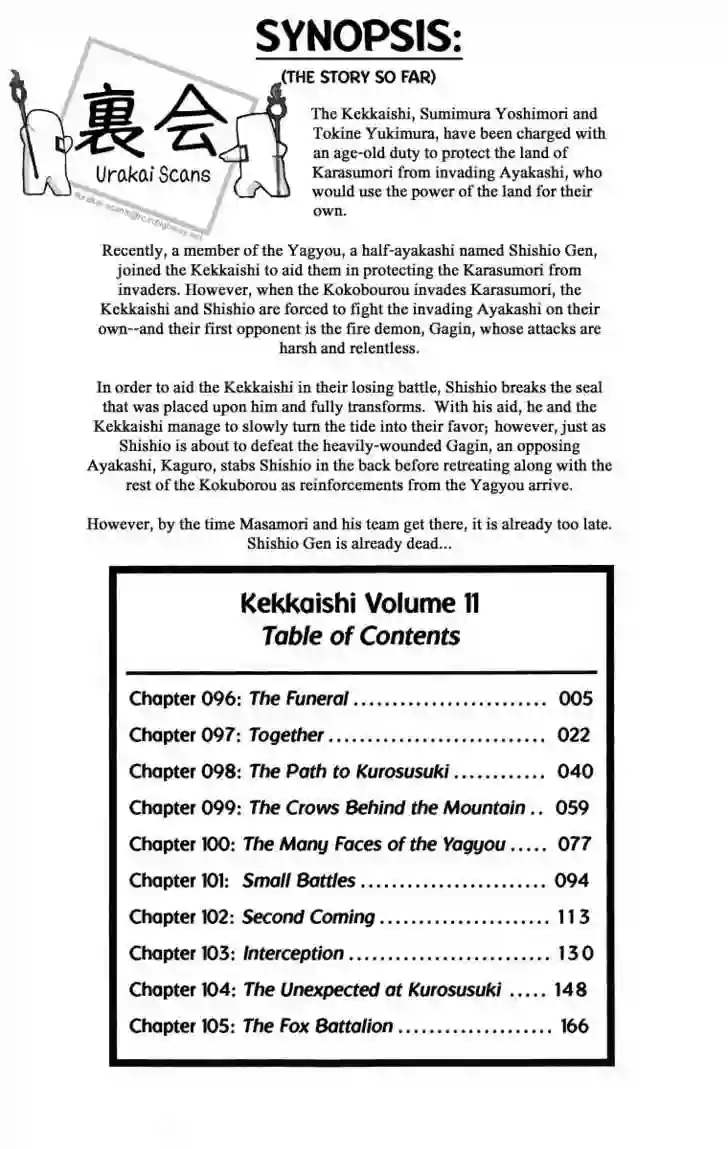 SYNOPSIS:
(THE STORY SO FAR)
裏会
Urakai Scans
The Kekkaishi, Sumimura Yoshimori and
Tokine Yukimura, have been charged with
an age-old duty to protect the land of
Karasumori from invading Ayakashi, who
would use the power of the land for their
own.
Recently, a member of the Yagyou, a half-ayakashi named Shishio Gen,
joined the Kekkaishi to aid them in protecting the Karasumori from
invaders. However, when the Kokobourou invades Karasumori, the
Kekkaishi and Shishio are forced to fight the invading Ayakashi on their
own--and their first opponent is the fire demon, Gagin, whose attacks are
harsh and relentless.
In order to aid the Kekkaishi in their losing battle, Shishio breaks the seal
that was placed upon him and fully transforms. With his aid, he and the
Kekkaishi manage to slowly turn the tide into their favor; however, just as
Shishio is about to defeat the heavily-wounded Gagin, an opposing
Ayakashi, Kaguro, stabs Shishio in the back before retreating along with the
rest of the Kokuborou as reinforcements from the Yagyou arrive.
However, by the time Masamori and his team get there, it is already too late.
Shishio Gen is already dead...
Kekkaishi Volume 11
Table of Contents
Chapter 096: The Funeral ......................... 005
Chapter 097: Together ............................ 022
Chapter 098: The Path to Kurosusuki ............ 040
Chapter 099: The Crows Behind the Mountain .. 059
Chapter 100: The Many Faces of the Yagyou ..... 077
Chapter 101: Small Battles ........................ 094
Chapter 102: Second Coming ...................... 113
Chapter 103: Interception .......................... 130
Chapter 104: The Unexpected at Kurosusuki ..... 148
Chapter 105: The Fox Battalion .................... 166